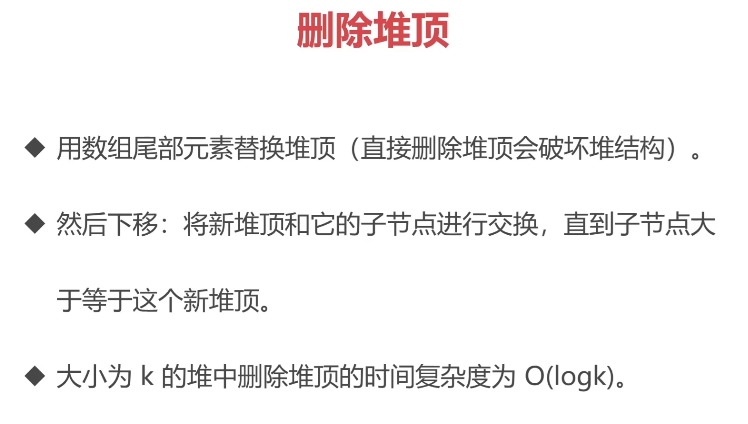 删除堆顶
◆ 用数组尾部元素替换堆顶（直接删除堆顶会破坏堆结构）。
◆ 然后下移：将新堆顶和它的子节点进行交换，直到子节点大
于等于这个新堆顶。
◆ 大小为 k 的堆中删除堆顶的时间复杂度为 O(logk)。